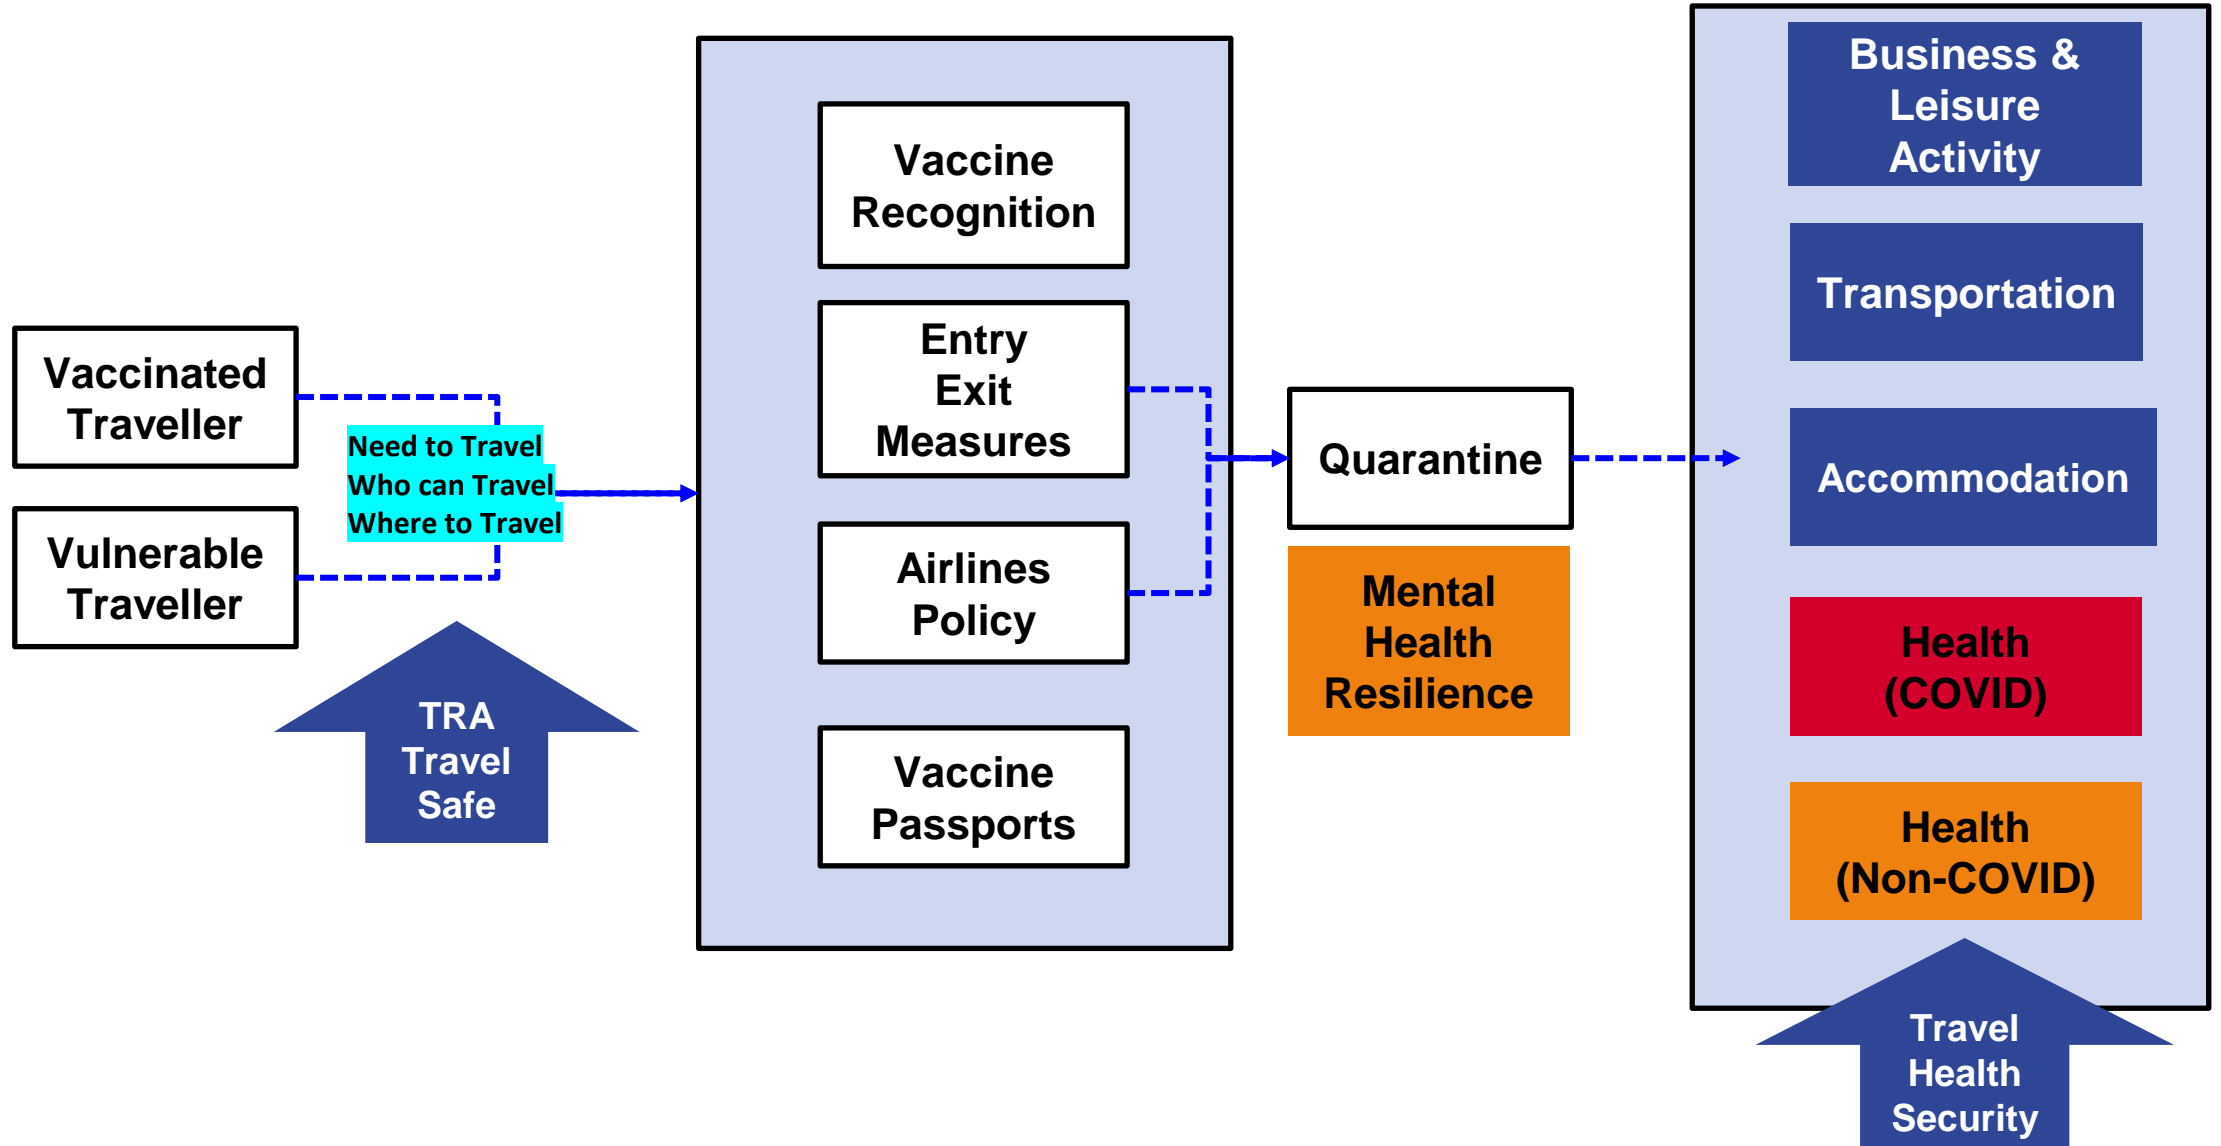 Vaccinated
Traveller
Vulnerable
Traveller
Need to Travel
Who can Travel
Where to Travel
TRA
Travel
Safe
Vaccine
Recognition
Entry
Exit
Measures
Airlines
Policy
Vaccine
Passports
Quarantine
Mental
Health
Resilience
Business &
Leisure
Activity
Transportation
Accommodation
Health
(COVID)
Health
(Non-COVID)
Travel
Health
Security